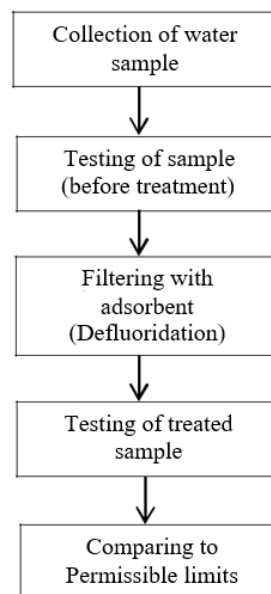 Collection of water
sample
Testing of sample
(before treatment)
Filtering with
adsorbent
(Defluoridation)
Testing of treated
sample
Comparing to
Permissible limits